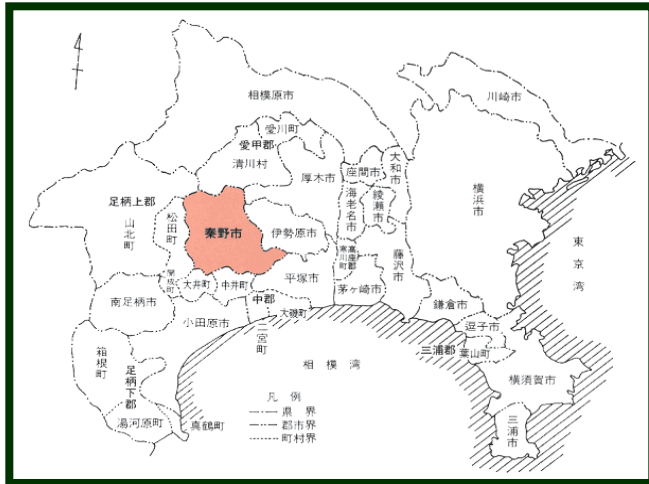 相模原市
川崎市
愛川町
愛甲郡
清川村
厚木市
座間市
大和市
海老名市
綾瀬市
横浜市
足柄上郡
山北町
松田町
秦野市
伊勢原市
高座郡
寒川町
藤沢市
東京湾
開成町
大井町
中井町
平塚市
茅ヶ崎市
鎌倉市
南足柄市
小田原市
中郡
大磯町
二宮町
逗子市
三浦郡
葉山町
箱根町
足柄下郡
相模湾
横須賀市
湯河原町
真鶴町
三浦市
凡例
県界
郡市界
町村界